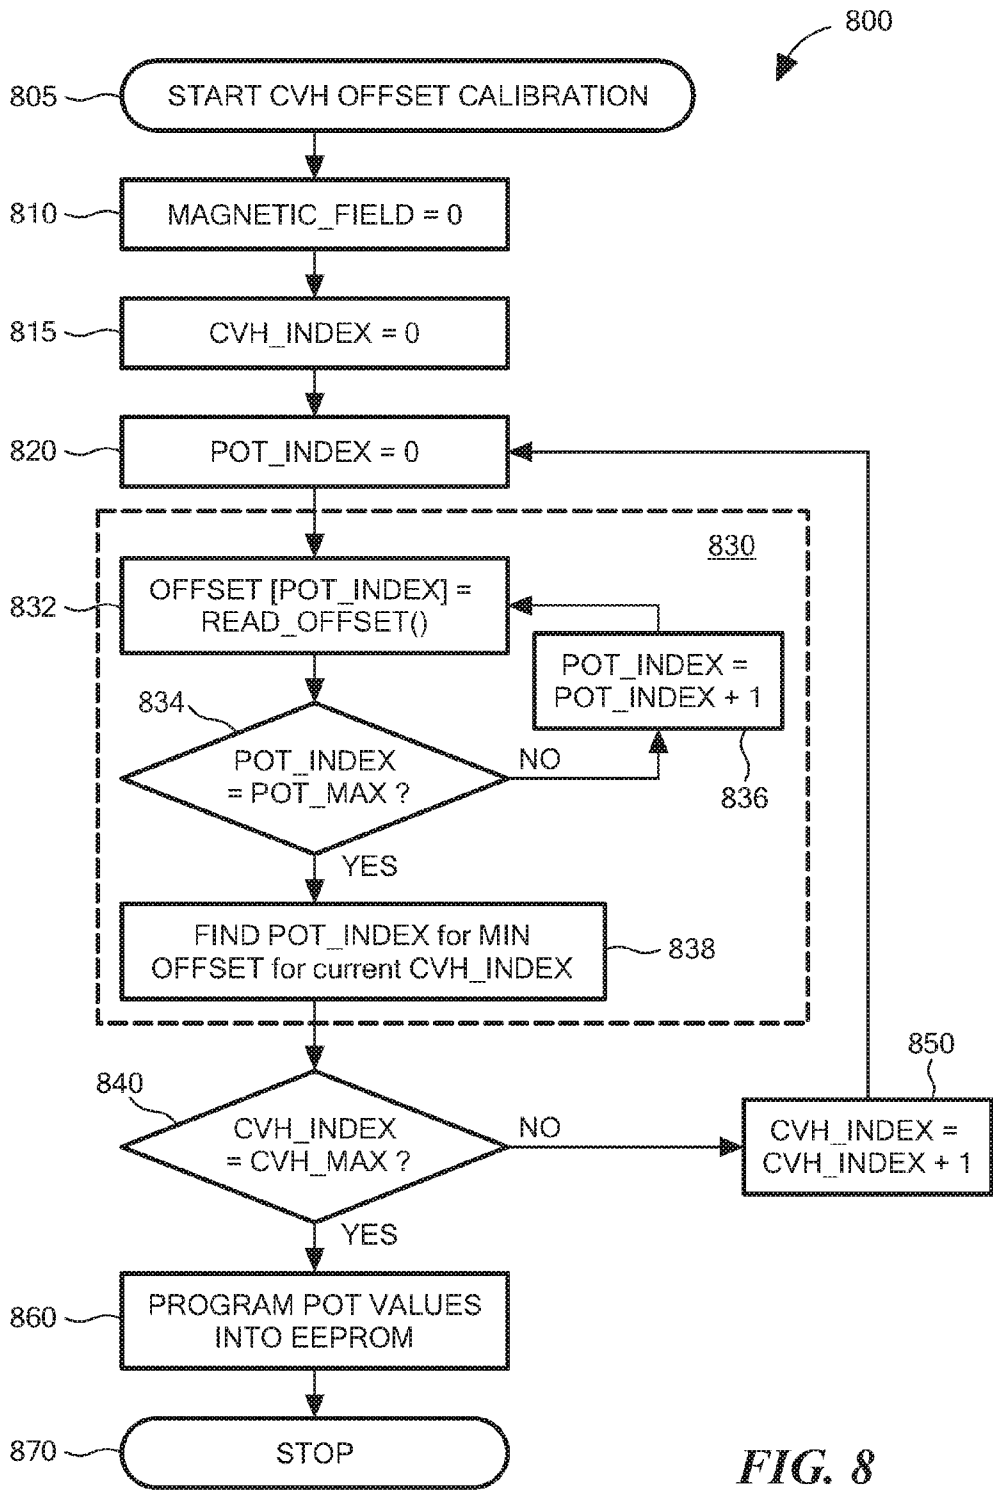 800
805
START CVH OFFSET CALIBRATION
810
MAGNETIC_FIELD = 0
815
CVH_INDEX = 0
820
POT_INDEX = 0
830
832
OFFSET [POT_INDEX] =
READ_OFFSET()
POT_INDEX =
POT_INDEX + 1
836
834
POT_INDEX
= POT_MAX ?
NO
YES
FIND POT_INDEX for MIN
OFFSET for current CVH_INDEX
838
840
CVH_INDEX
= CVH_MAX ?
NO
850
CVH_INDEX =
CVH_INDEX + 1
YES
860
PROGRAM POT VALUES
INTO EEPROM
870
STOP
FIG. 8